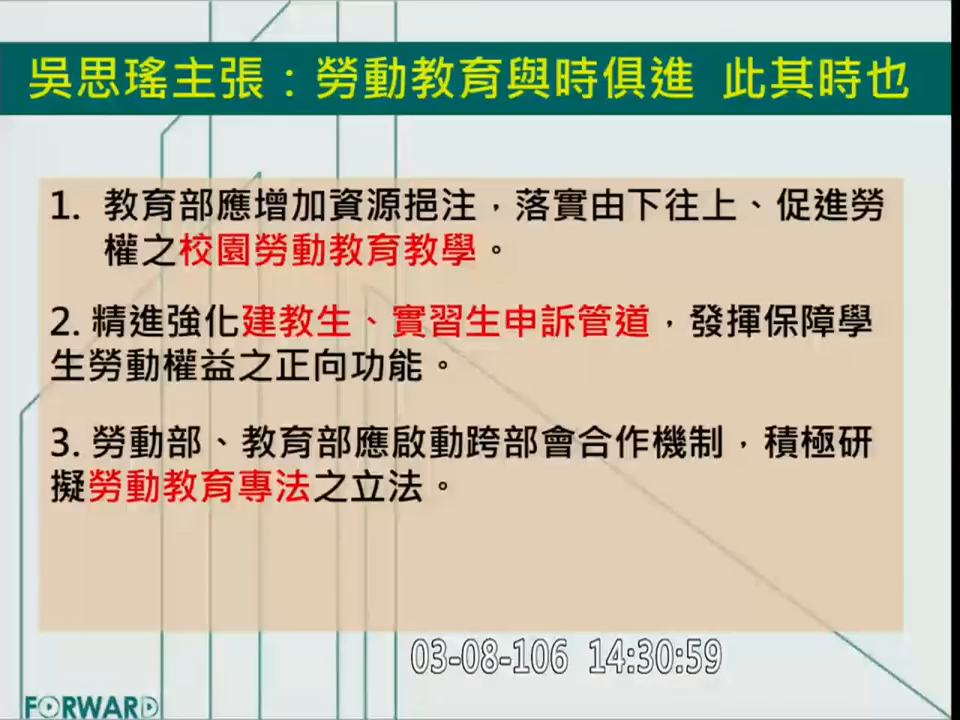 吳思瑤主張：勞動教育與時俱進 此其時也
1. 教育部應增加資源挹注，落實由下往上、促進勞
權之校園勞動教育教學。
2. 精進強化建教生、實習生申訴管道，發揮保障學
生勞動權益之正向功能。
3. 勞動部、教育部應啟動跨部會合作機制，積極研
擬勞動教育專法之立法。
03-08-106 14:30:59
FORWARD